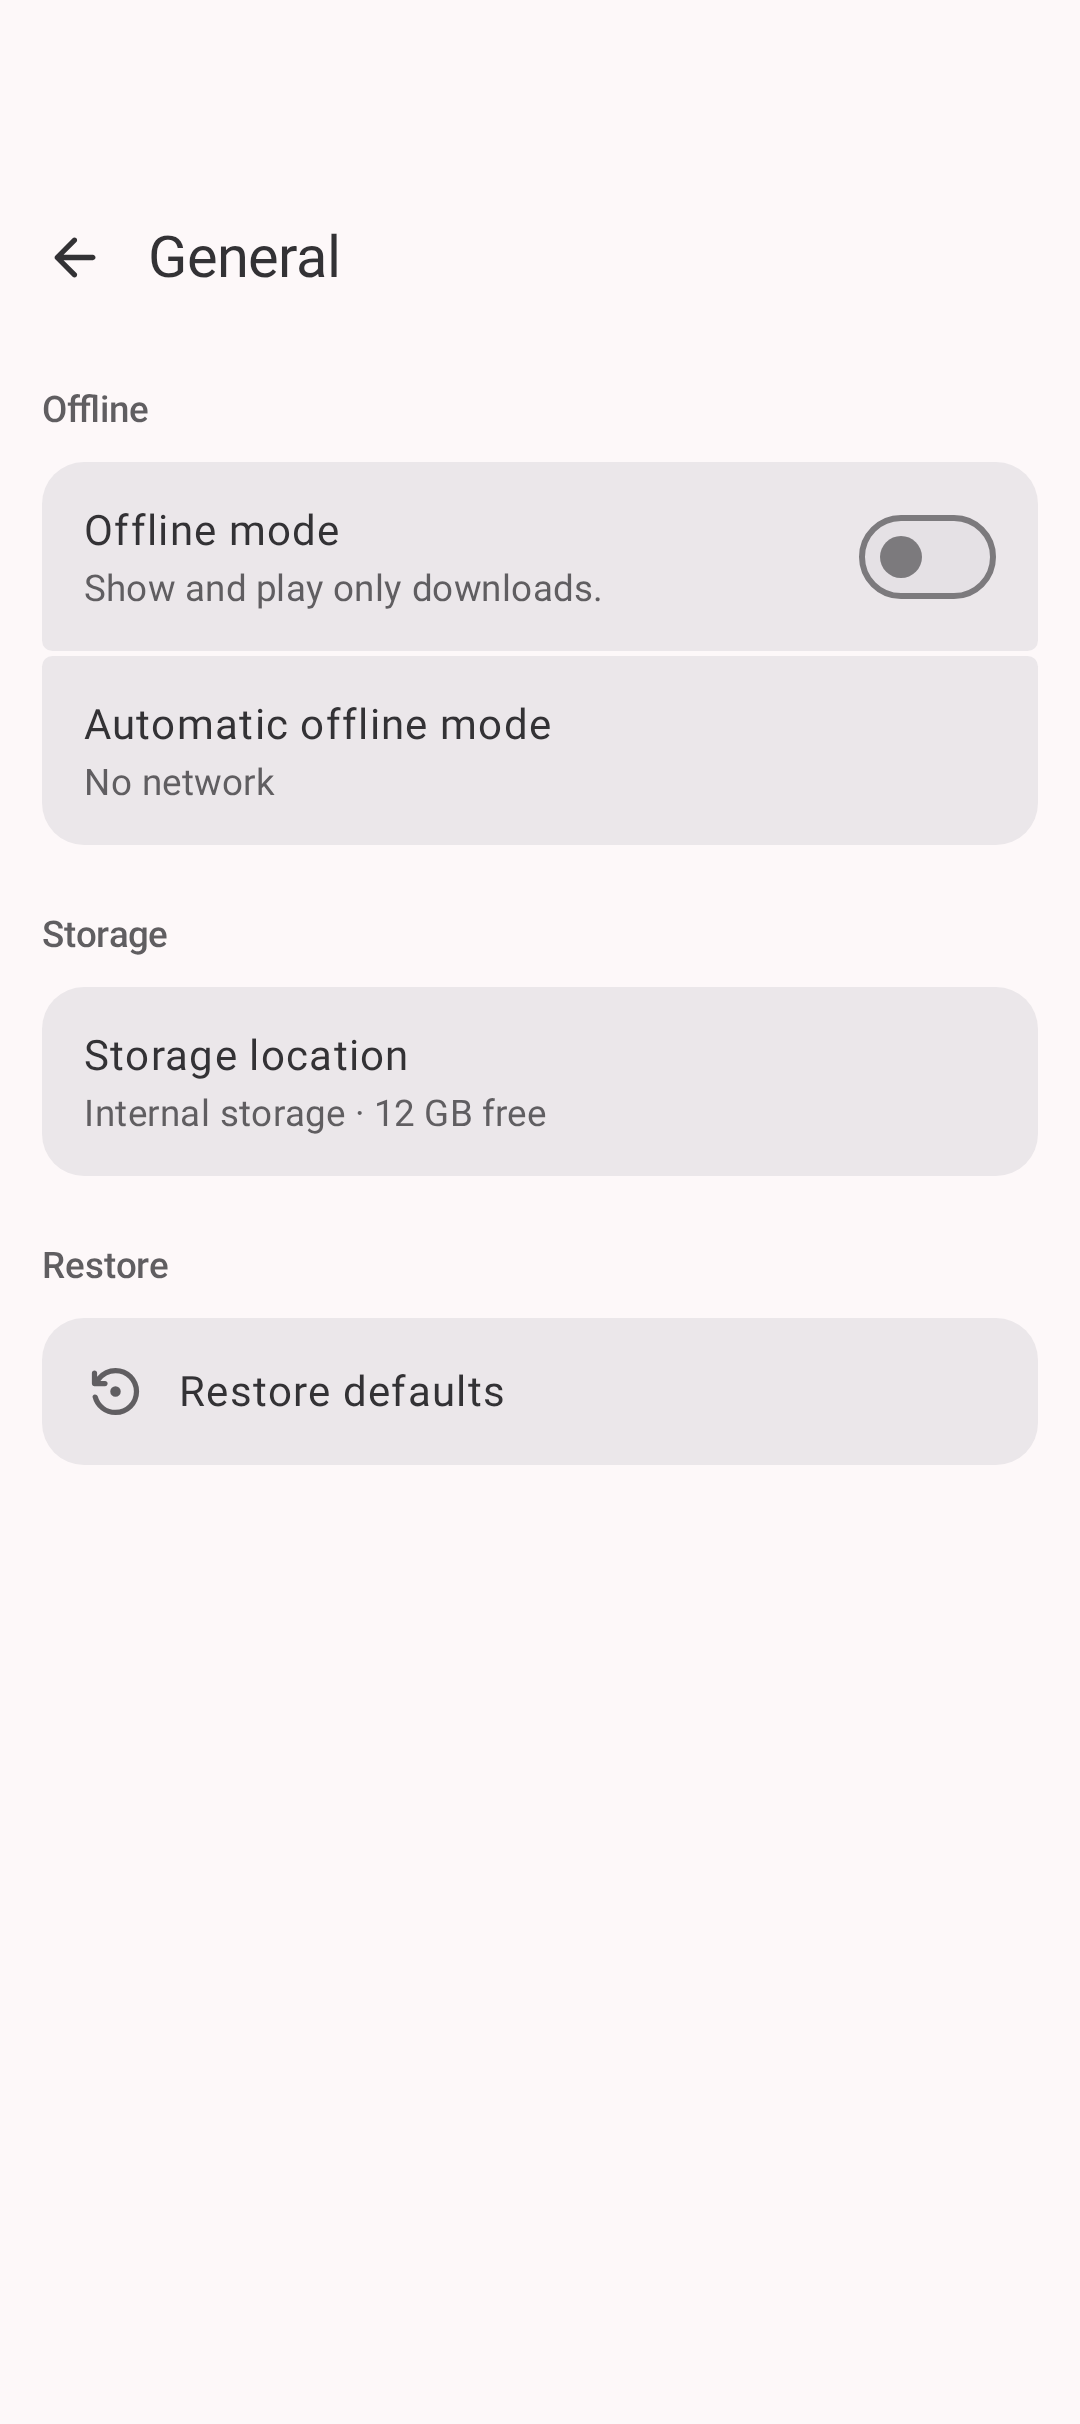 General
Offline
Offline mode
Show and play only downloads.
Automatic offline mode
No network
Storage
Storage location
Internal storage · 12 GB free
Restore
Restore defaults